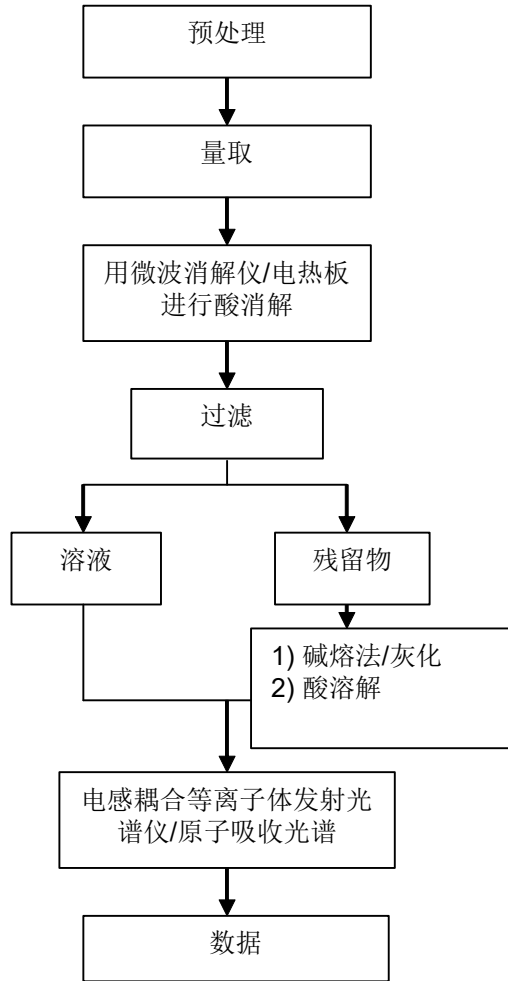 预处理
量取
用微波消解仪/电热板
进行酸消解
过滤
溶液
残留物
1) 碱熔法/灰化
2) 酸溶解
电感耦合等离子体发射光
谱仪/原子吸收光谱
数据